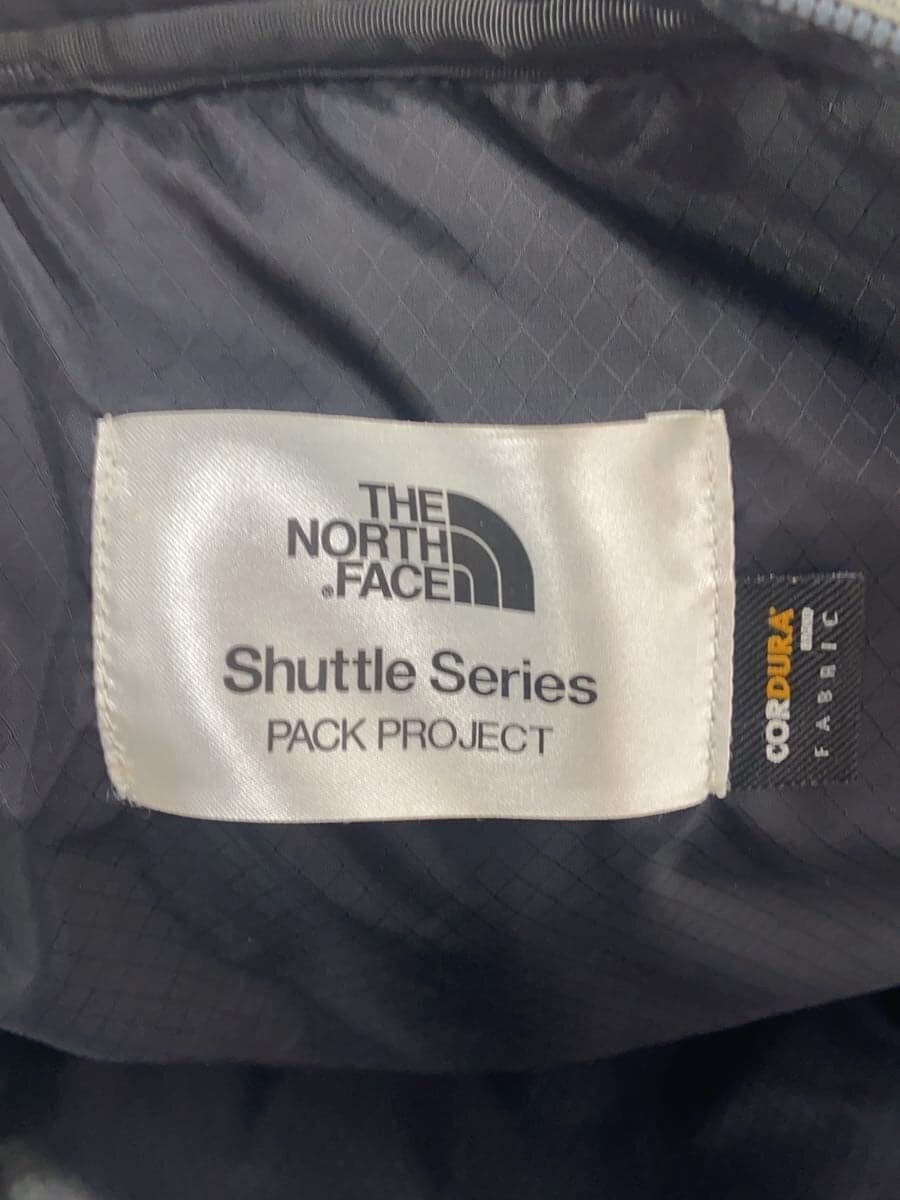 THE
NORTH
FACE
Shuttle Series
PACK PROJECT
CORDURA
FABRIC